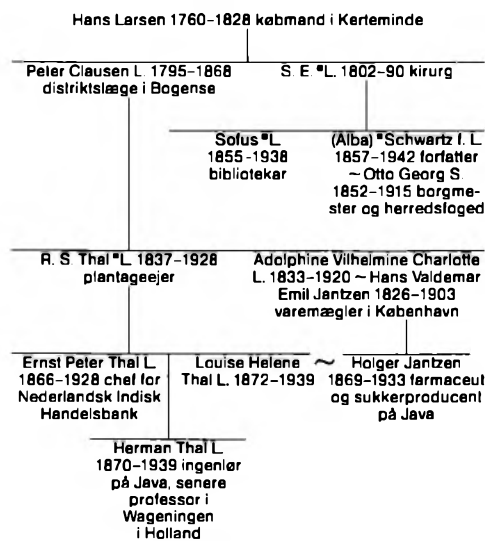 Hans Larsen 1760-1828 købmand i Kerteminde
Peter Clausen L. 1795-1868
distriktslæge i Bogense
S. E. *L. 1802-90 kirurg
Sofus *L.
1855-1938
bibliotekar
(Alba) *Schwartz f. L.
1857-1942 forfatter
~ Otto Georg S.
1852-1915 borgme-
ster og herredsfoged
R. S. Thal *L. 1837-1928
plantageejer
Adolphine Vilhelmine Charlotte
L. 1833-1920 ~ Hans Valdemar
Emil Jantzen 1826-1903
varemægler i København
Ernst Peter Thal L.
1866-1928 chef for
Nederlandsk Indisk
Handelsbank
Louise Helene
Thal L. 1872-1939
~
Holger Jantzen
1869-1933 farmaceut
og sukkerproducent
på Java
Herman Thal L.
1870-1939 ingeniør
på Java, senere
professor i
Wageningen
i Holland